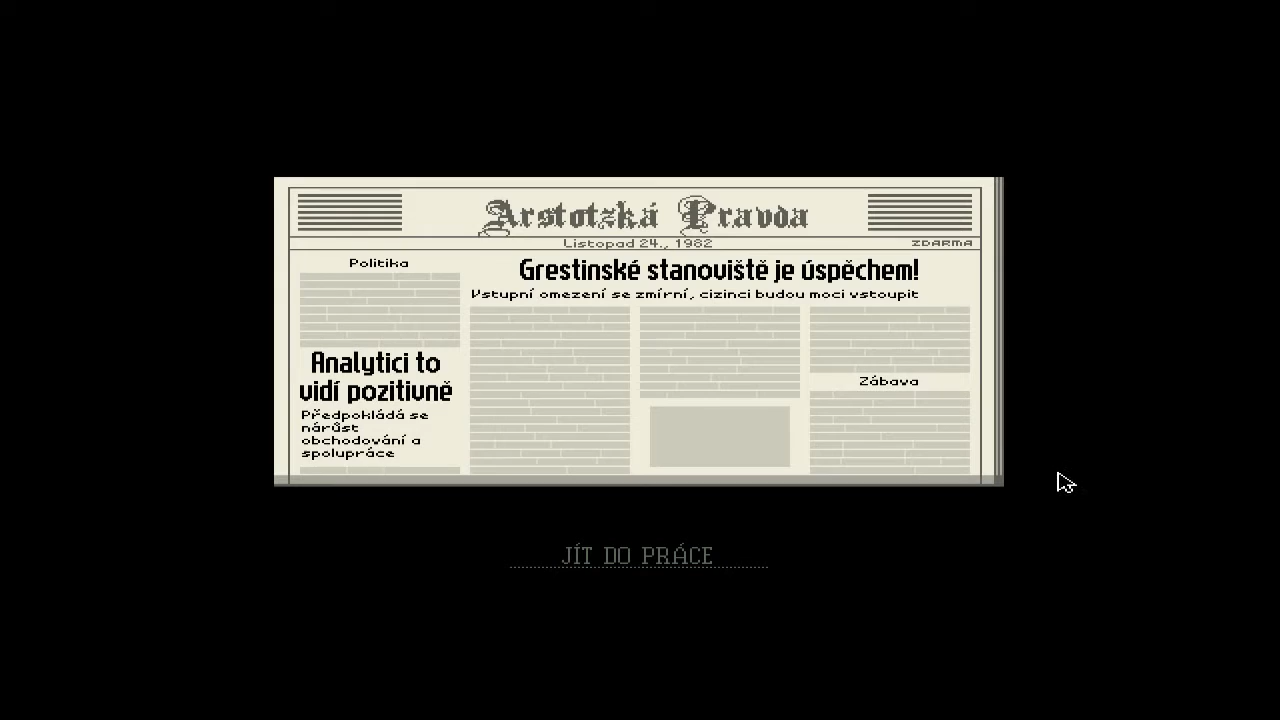 Arstotzká Pravda
Listopad 24., 1982
ZDARMA
Politika
Analytici to
vidí pozitivně
Předpokládá se
nárůst
obchodování a
spolupráce
Grestinské stanoviště je úspěchem!
Vstupní omezení se zmírní, cizinci budou moci vstoupit
Zábava
JÍT DO PRÁCE